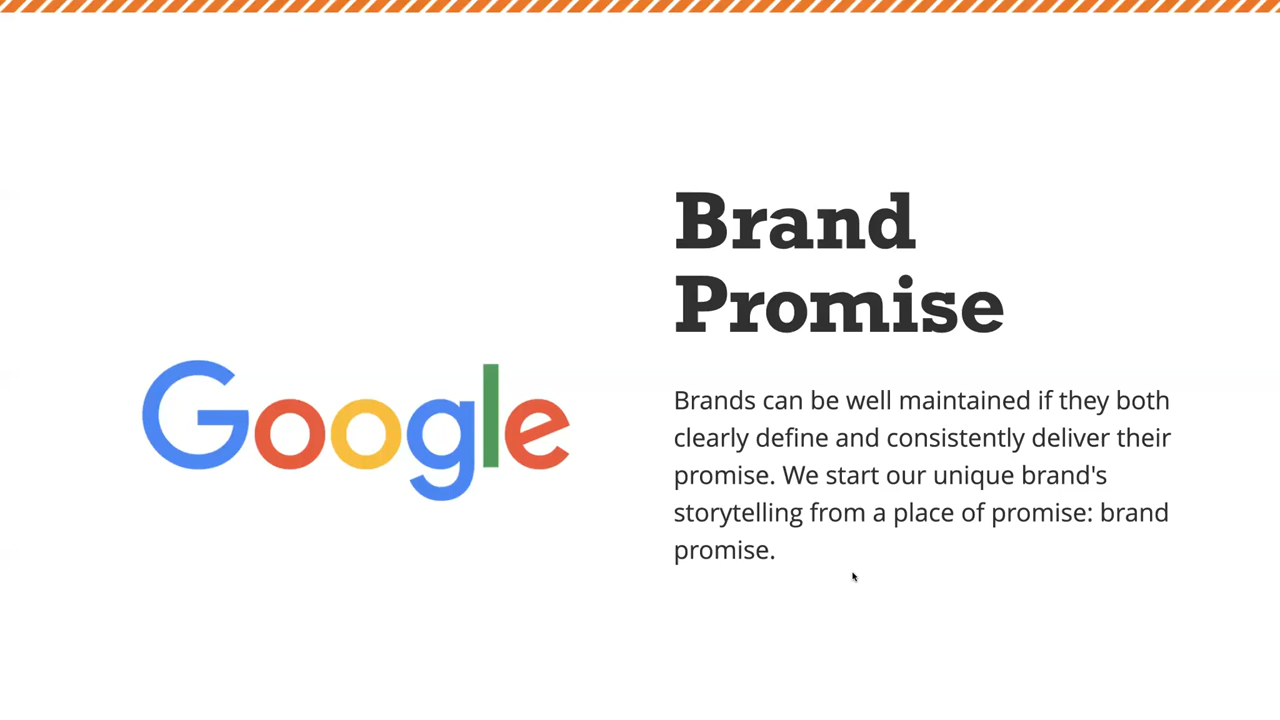 Brand
Promise
Google
Brands can be well maintained if they both
clearly define and consistently deliver their
promise. We start our unique brand's
storytelling from a place of promise: brand
promise.